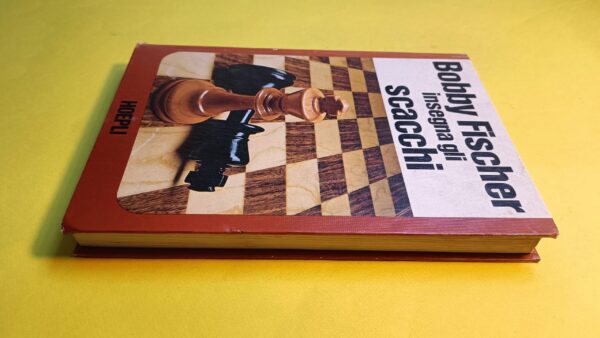 Bobby Fischer
insegna gli
scacchi
HOEPLI